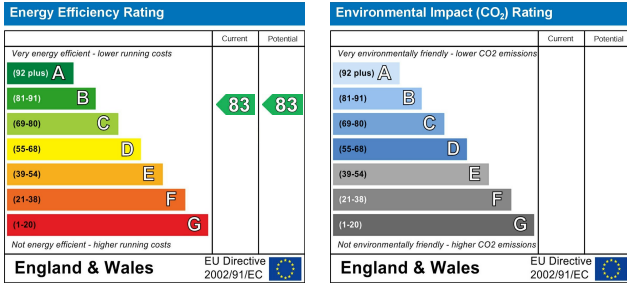 Energy Efficiency Rating
Current Potential
Very energy efficient - lower running costs
(92 plus) A
(81-91) B
83 83
(69-80) C
(55-68) D
(39-54) E
(21-38) F
(1-20) G
Not energy efficient - higher running costs
England & Wales
EU Directive
2002/91/EC
Environmental Impact (CO₂) Rating
Current Potential
Very environmentally friendly - lower CO2 emissions
(92 plus) A
(81-91) B
(69-80) C
(55-68) D
(39-54) E
(21-38) F
(1-20) G
Not environmentally friendly - higher CO2 emissions
England & Wales
EU Directive
2002/91/EC